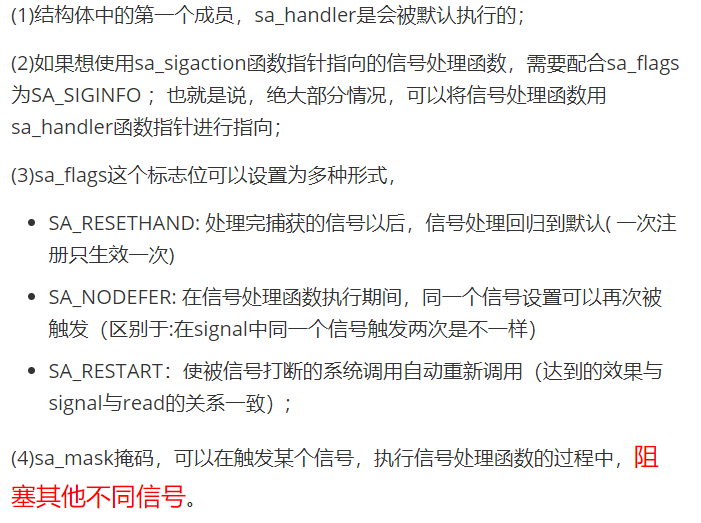 (1)结构体中的第一个成员，sa_handler是会被默认执行的；
(2)如果想使用sa_sigaction函数指针指向的信号处理函数，需要配合sa_flags
为SA_SIGINFO ；也就是说，绝大部分情况，可以将信号处理函数用
sa_handler函数指针进行指向；
(3)sa_flags这个标志位可以设置为多种形式，
• SA_RESETHAND: 处理完捕获的信号以后，信号处理回归到默认( 一次注
册只生效一次)
• SA_NODEFER: 在信号处理函数执行期间，同一个信号设置可以再次被
触发（区别于:在signal中同一个信号触发两次是不一样）
• SA_RESTART：使被信号打断的系统调用自动重新调用（达到的效果与
signal与read的关系一致）;
(4)sa_mask掩码，可以在触发某个信号，执行信号处理函数的过程中，阻
塞其他不同信号。